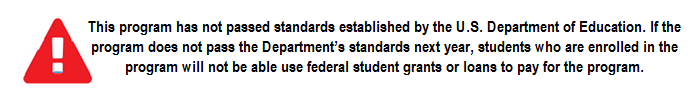 This program has not passed standards established by the U.S. Department of Education. If the
program does not pass the Department's standards next year, students who are enrolled in the
program will not be able use federal student grants or loans to pay for the program.